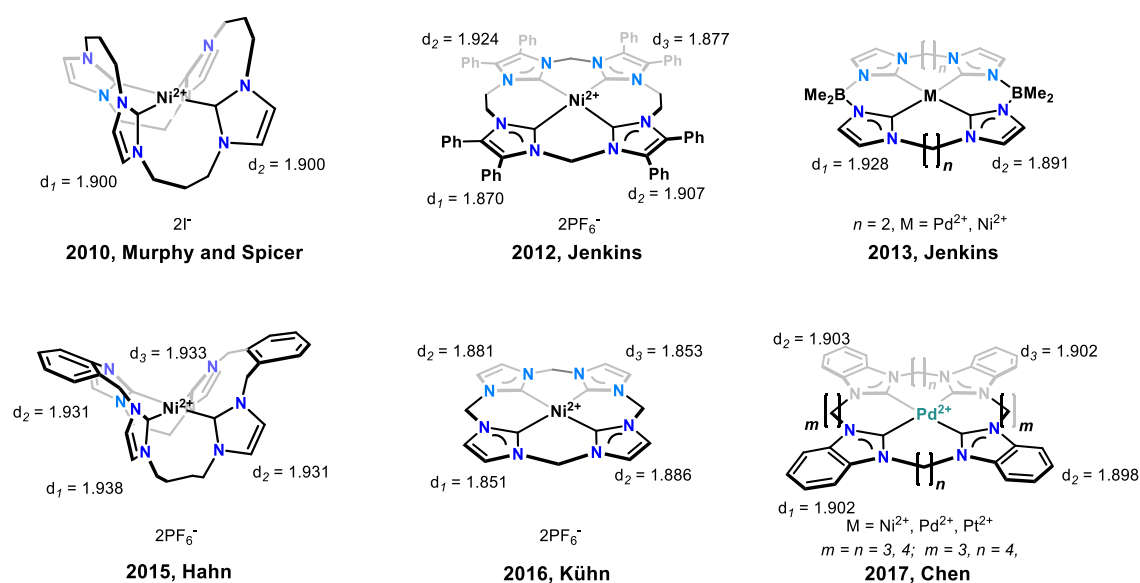 N
N
N
N
N
N
N
N
Ni²⁺
d₁ = 1.900
d₂ = 1.900
2I⁻
2010, Murphy and Spicer
d₂ = 1.924
d₃ = 1.877
Ph
Ph
Ph
Ph
N
N
N
N
Ni²⁺
N
N
N
N
Ph
Ph
Ph
Ph
d₁ = 1.870
d₂ = 1.907
2PF₆⁻
2012, Jenkins
N
N
n
N
N
Me₂B
M
BMe₂
N
N
N
N
n
d₁ = 1.928
d₂ = 1.891
n = 2, M = Pd²⁺, Ni²⁺
2013, Jenkins
d₃ = 1.933
N
N
N
N
Ni²⁺
N
N
N
N
d₂ = 1.931
d₁ = 1.938
d₂ = 1.931
2PF₆⁻
2015, Hahn
d₂ = 1.881
d₃ = 1.853
N
N
N
N
Ni²⁺
N
N
N
N
d₁ = 1.851
d₂ = 1.886
2PF₆⁻
2016, Kühn
d₂ = 1.903
d₃ = 1.902
N
N
n
N
N
Pd²⁺
m
m
N
N
N
N
n
d₁ = 1.902
d₂ = 1.898
M = Ni²⁺, Pd²⁺, Pt²⁺
m = n = 3, 4; m = 3, n = 4,
2017, Chen